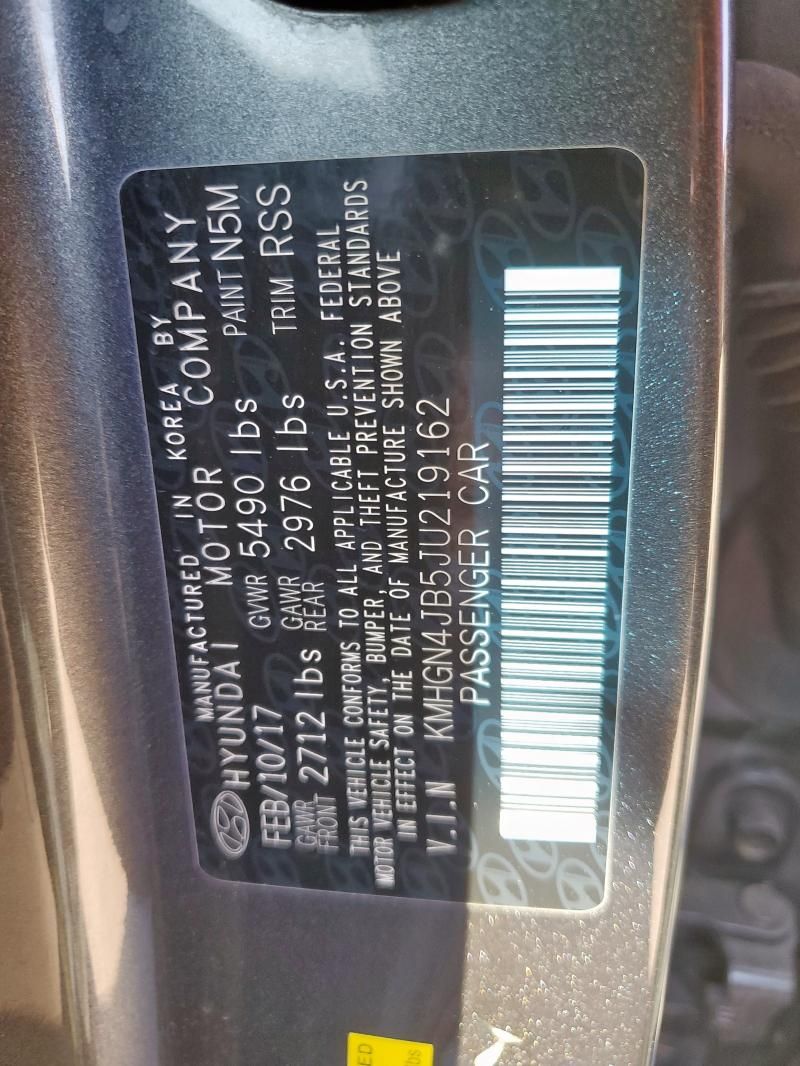 MANUFACTURED IN KOREA BY
HYUNDAI MOTOR COMPANY
FEB/10/17 GVWR 5490 lbs PAINT N5M
GAWR FRONT 2712 lbs GAWR REAR 2976 lbs TRIM RSS
THIS VEHICLE CONFORMS TO ALL APPLICABLE U.S.A. FEDERAL
MOTOR VEHICLE SAFETY, BUMPER, AND THEFT PREVENTION STANDARDS
IN EFFECT ON THE DATE OF MANUFACTURE SHOWN ABOVE
V.I.N KMHGN4JB5JU219162
PASSENGER CAR